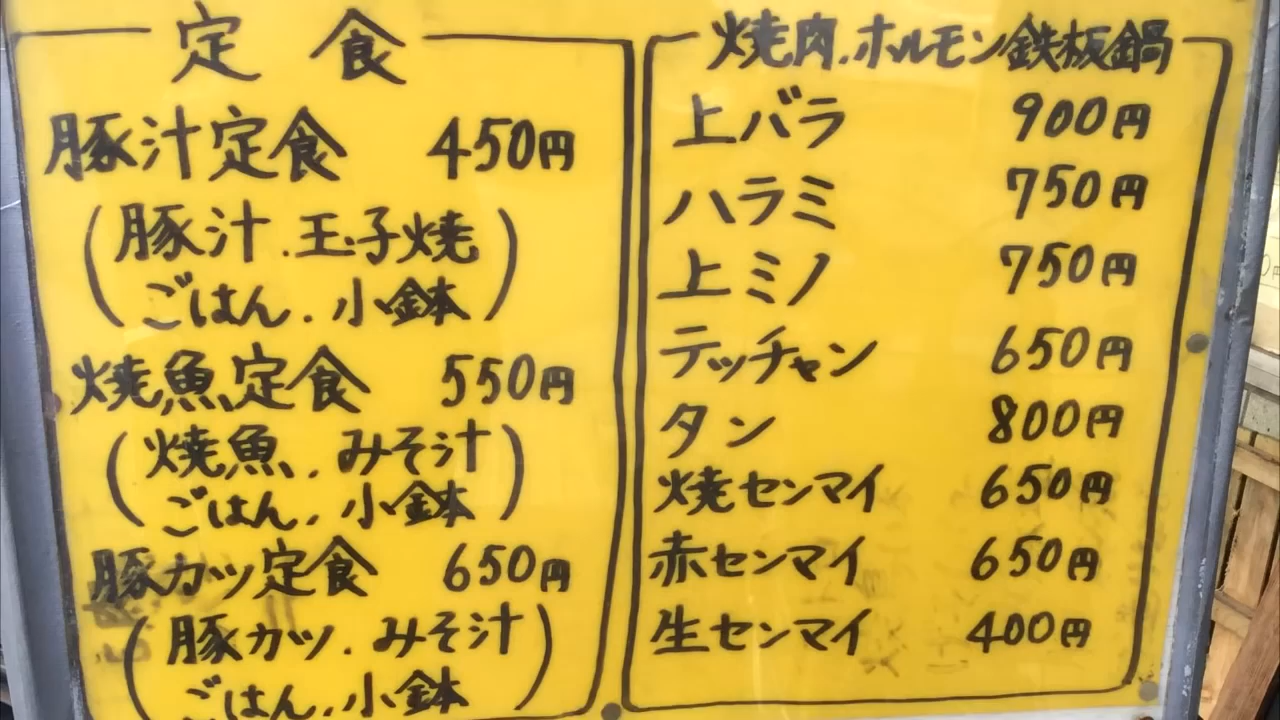 定食
豚汁定食 450円
(豚汁.玉子焼
ごはん.小鉢)
焼魚定食 550円
(焼魚.みそ汁
ごはん.小鉢)
豚カツ定食 650円
(豚カツ.みそ汁
ごはん.小鉢)
焼肉.ホルモン鉄板鍋
上バラ 900円
ハラミ 750円
上ミノ 750円
テッチャン 650円
タン 800円
焼センマイ 650円
赤センマイ 650円
生センマイ 400円